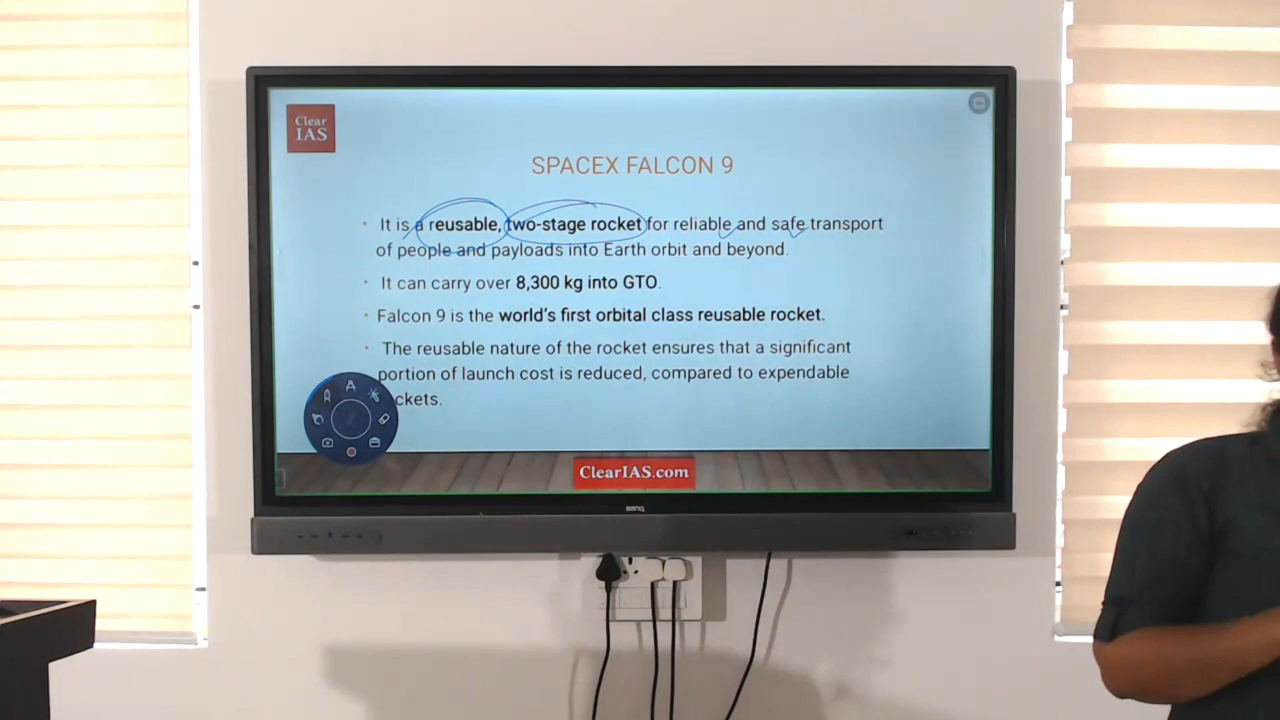 Clear
IAS
SPACEX FALCON 9
• It is a reusable, two-stage rocket for reliable and safe transport
of people and payloads into Earth orbit and beyond.
• It can carry over 8,300 kg into GTO.
• Falcon 9 is the world's first orbital class reusable rocket.
• The reusable nature of the rocket ensures that a significant
portion of launch cost is reduced, compared to expendable
ckets.
ClearIAS.com
BenQ